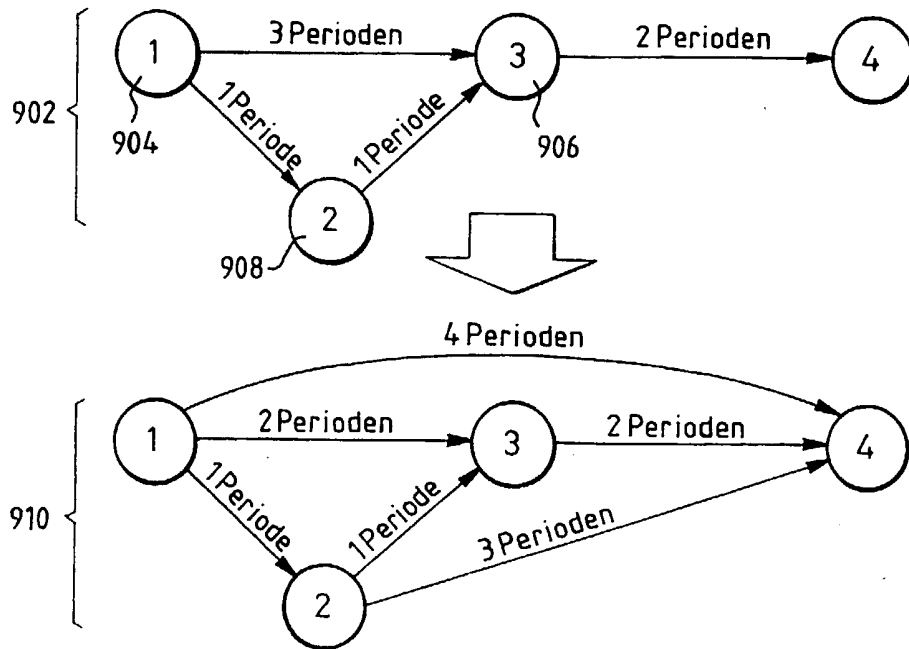 1
3 Perioden
3
2 Perioden
4
902
904
1 Periode
1 Periode
906
2
908
4 Perioden
1
2 Perioden
3
2 Perioden
4
910
1 Periode
1 Periode
3 Perioden
2